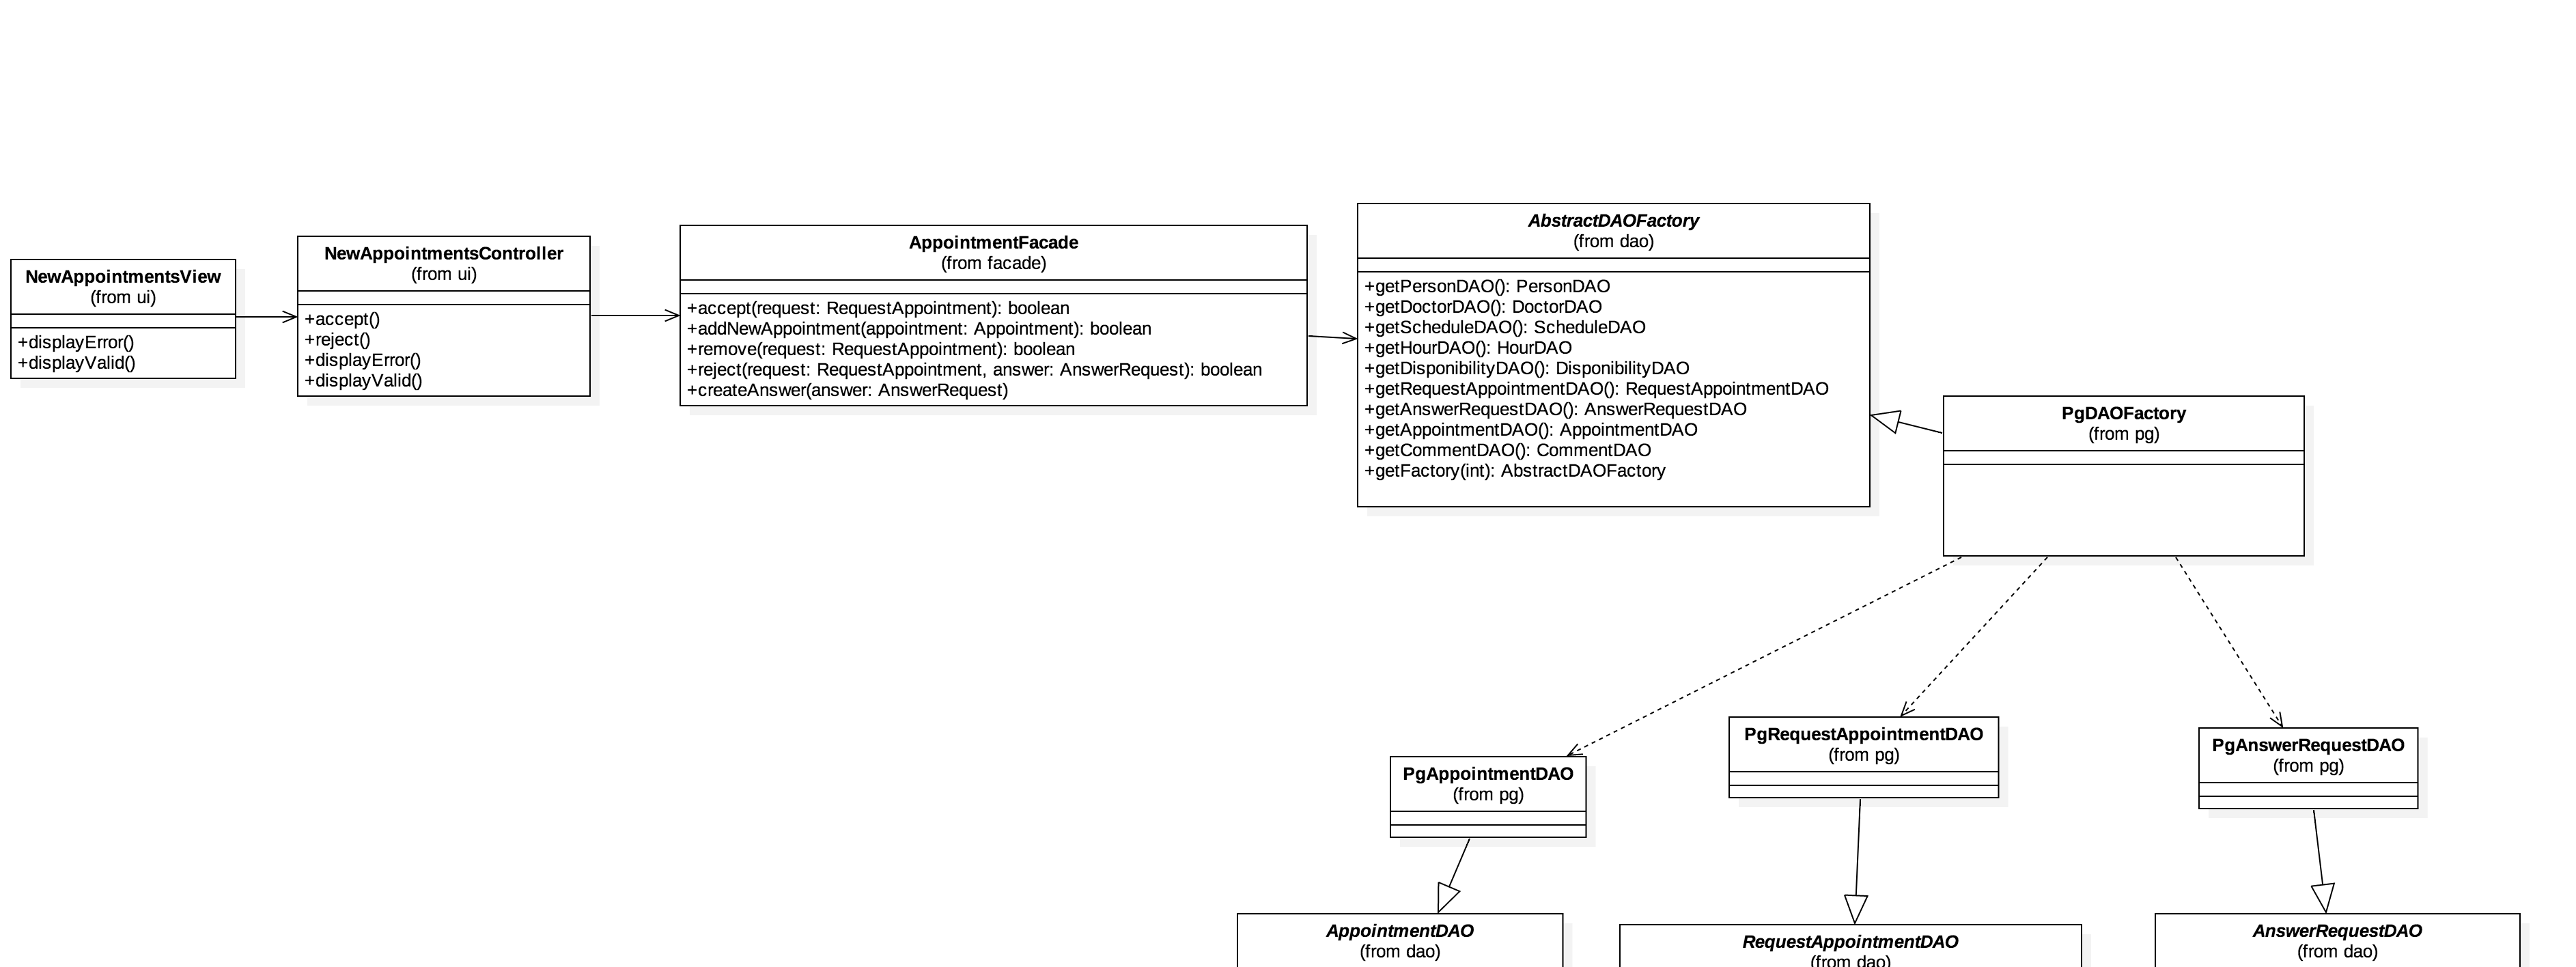 NewAppointmentsView
(from ui)
+displayError()
+displayValid()
NewAppointmentsController
(from ui)
+accept()
+reject()
+displayError()
+displayValid()
AppointmentFacade
(from facade)
+accept(request: RequestAppointment): boolean
+addNewAppointment(appointment: Appointment): boolean
+remove(request: RequestAppointment): boolean
+reject(request: RequestAppointment, answer: AnswerRequest): boolean
+createAnswer(answer: AnswerRequest)
AbstractDAOFactory
(from dao)
+getPersonDAO(): PersonDAO
+getDoctorDAO(): DoctorDAO
+getScheduleDAO(): ScheduleDAO
+getHourDAO(): HourDAO
+getDisponibilityDAO(): DisponibilityDAO
+getRequestAppointmentDAO(): RequestAppointmentDAO
+getAnswerRequestDAO(): AnswerRequestDAO
+getAppointmentDAO(): AppointmentDAO
+getCommentDAO(): CommentDAO
+getFactory(int): AbstractDAOFactory
PgDAOFactory
(from pg)
PgAppointmentDAO
(from pg)
PgRequestAppointmentDAO
(from pg)
PgAnswerRequestDAO
(from pg)
AppointmentDAO
(from dao)
RequestAppointmentDAO
(from dao)
AnswerRequestDAO
(from dao)